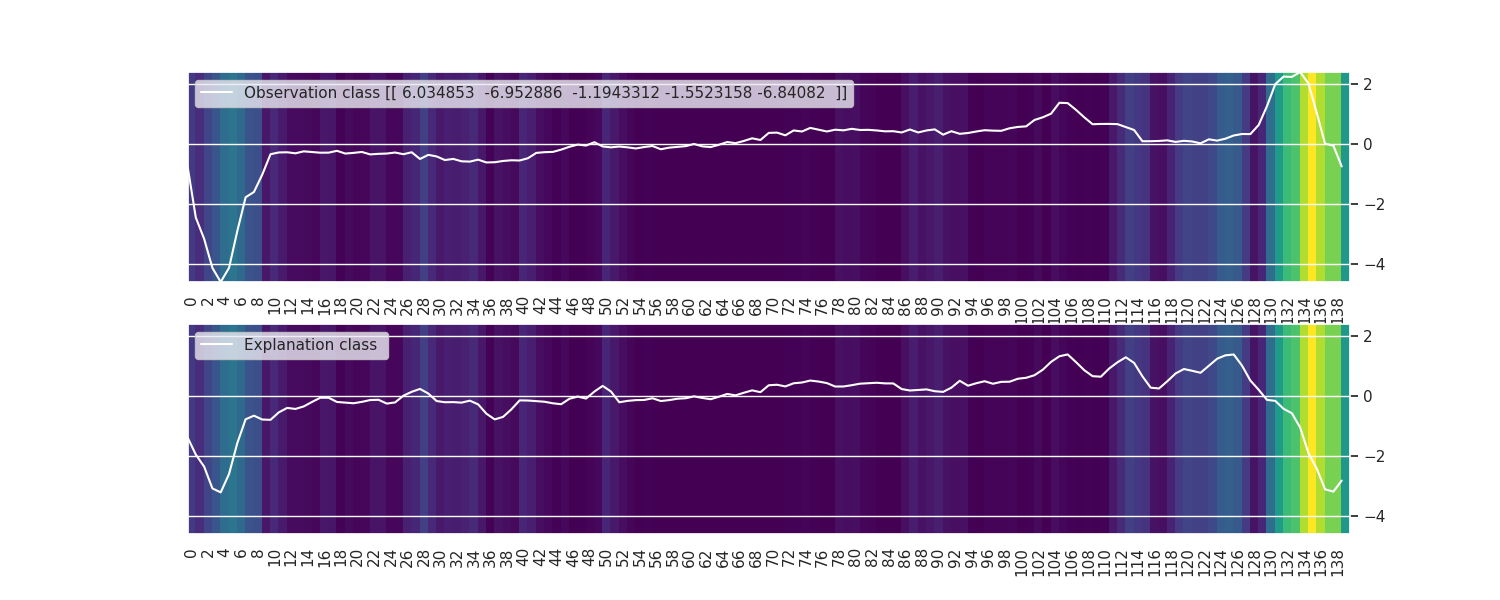 Observation class [[ 6.034853  -6.952886  -1.1943312 -1.5523158 -6.84082  ]]
2
0
−2
−4
0 2 4 6 8 10 12 14 16 18 20 22 24 26 28 30 32 34 36 38 40 42 44 46 48 50 52 54 56 58 60 62 64 66 68 70 72 74 76 78 80 82 84 86 88 90 92 94 96 98 100 102 104 106 108 110 112 114 116 118 120 122 124 126 128 130 132 134 136 138
Explanation class
2
0
−2
−4
0 2 4 6 8 10 12 14 16 18 20 22 24 26 28 30 32 34 36 38 40 42 44 46 48 50 52 54 56 58 60 62 64 66 68 70 72 74 76 78 80 82 84 86 88 90 92 94 96 98 100 102 104 106 108 110 112 114 116 118 120 122 124 126 128 130 132 134 136 138